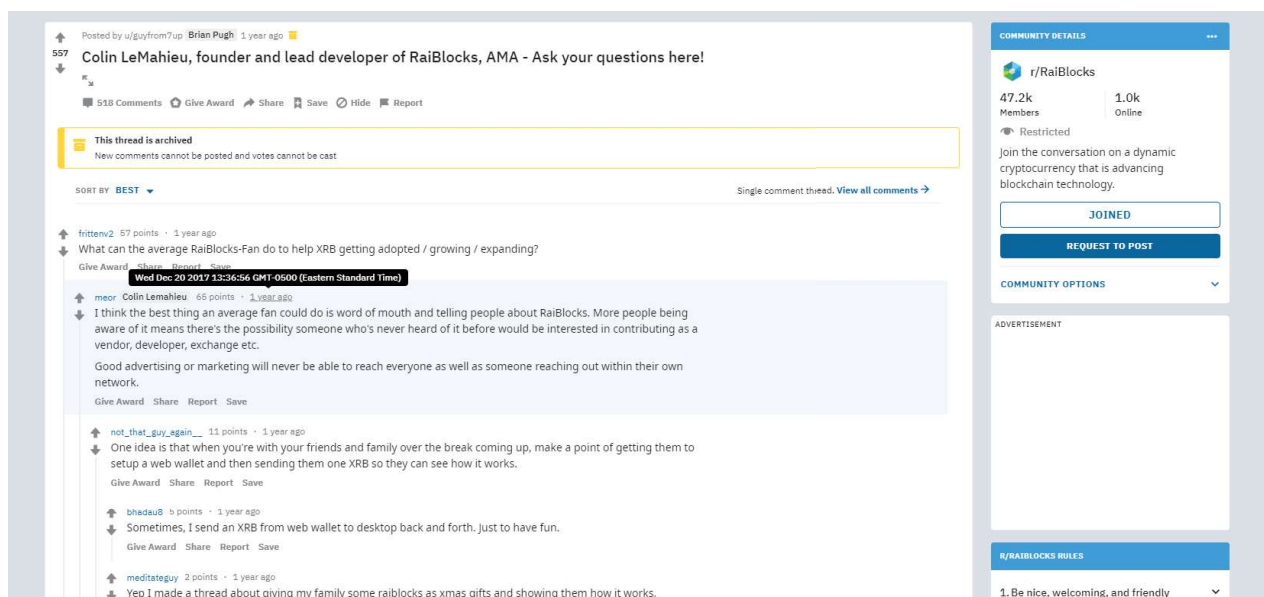 Posted by u/guyfrom7up Brian Pugh 1 year ago
557
Colin LeMahieu, founder and lead developer of RaiBlocks, AMA - Ask your questions here!
518 Comments Give Award Share Save Hide Report
This thread is archived
New comments cannot be posted and votes cannot be cast
SORT BY BEST
Single comment thread. View all comments →
frittenv2 57 points · 1 year ago
What can the average RaiBlocks-Fan do to help XRB getting adopted / growing / expanding?
Give Award Share Report Save
Wed Dec 20 2017 13:36:56 GMT-0500 (Eastern Standard Time)
meor Colin Lemahieu 65 points · 1 year ago
I think the best thing an average fan could do is word of mouth and telling people about RaiBlocks. More people being
aware of it means there's the possibility someone who's never heard of it before would be interested in contributing as a
vendor, developer, exchange etc.
Good advertising or marketing will never be able to reach everyone as well as someone reaching out within their own
network.
Give Award Share Report Save
not_that_guy_again__ 11 points · 1 year ago
One idea is that when you're with your friends and family over the break coming up, make a point of getting them to
setup a web wallet and then sending them one XRB so they can see how it works.
Give Award Share Report Save
bhadau8 5 points · 1 year ago
Sometimes, I send an XRB from web wallet to desktop back and forth. Just to have fun.
Give Award Share Report Save
meditateguy 2 points · 1 year ago
Yep I made a thread about giving my family some raiblocks as xmas gifts and showing them how it works.
COMMUNITY DETAILS
r/RaiBlocks
47.2k 1.0k
Members Online
Restricted
Join the conversation on a dynamic
cryptocurrency that is advancing
blockchain technology.
JOINED
REQUEST TO POST
COMMUNITY OPTIONS
ADVERTISEMENT
R/RAIBLOCKS RULES
1. Be nice, welcoming, and friendly